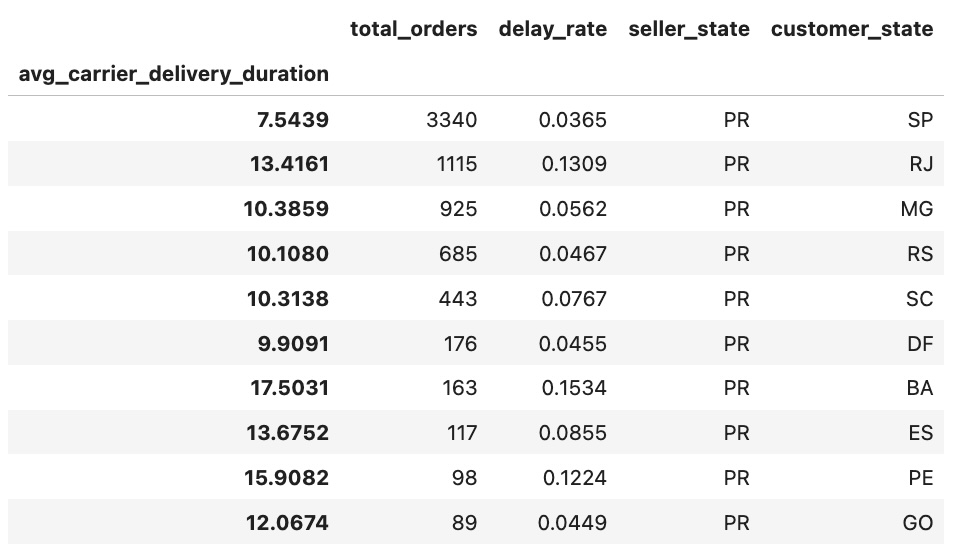 total_orders delay_rate seller_state customer_state
avg_carrier_delivery_duration
7.5439 3340 0.0365 PR SP
13.4161 1115 0.1309 PR RJ
10.3859 925 0.0562 PR MG
10.1080 685 0.0467 PR RS
10.3138 443 0.0767 PR SC
9.9091 176 0.0455 PR DF
17.5031 163 0.1534 PR BA
13.6752 117 0.0855 PR ES
15.9082 98 0.1224 PR PE
12.0674 89 0.0449 PR GO